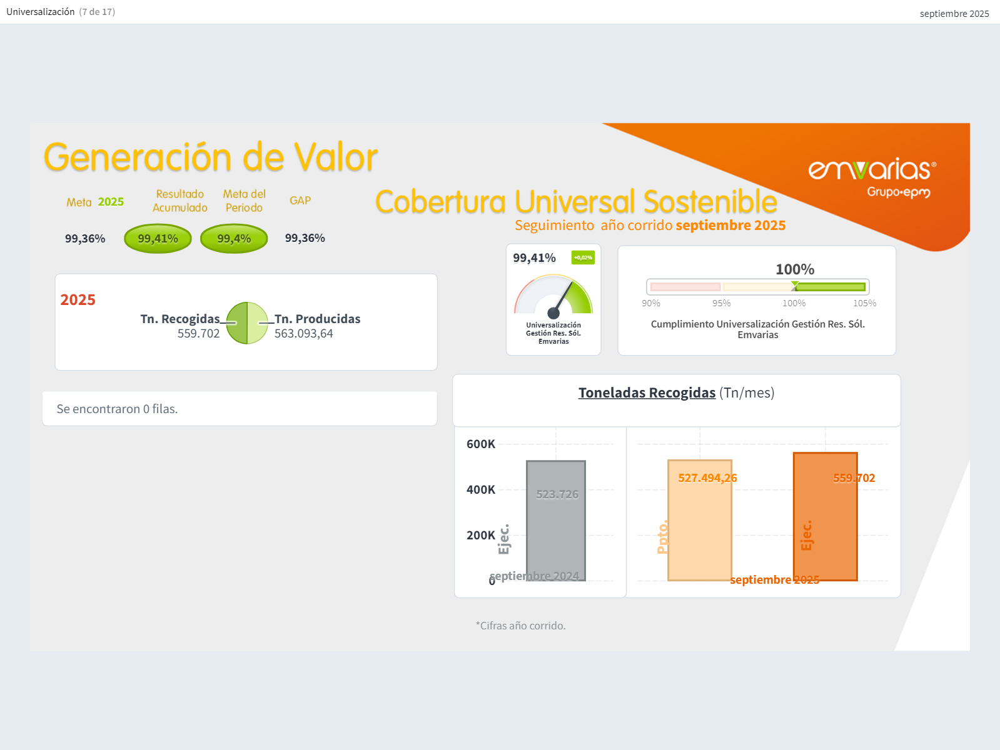 Universalización (7 de 17)
septiembre 2025
Generación de Valor
emvarias®
Grupo•epm
Meta 2025
Resultado
Acumulado
Meta del
Periodo
GAP
99,36%
99,41%
99,4%
99,36%
Cobertura Universal Sostenible
Seguimiento año corrido septiembre 2025
2025
Tn. Recogidas
559.702
Tn. Producidas
563.093,64
Se encontraron 0 filas.
99,41%
+0,02%
Universalización
Gestión Res. Sól.
Emvarias
100%
90%
95%
100%
105%
Cumplimiento Universalización Gestión Res. Sól.
Emvarias
Toneladas Recogidas (Tn/mes)
600K
400K
200K
0
523.726
Ejec.
septiembre 2024
527.494,26
Ppto.
559.702
Ejec.
septiembre 2025
*Cifras año corrido.